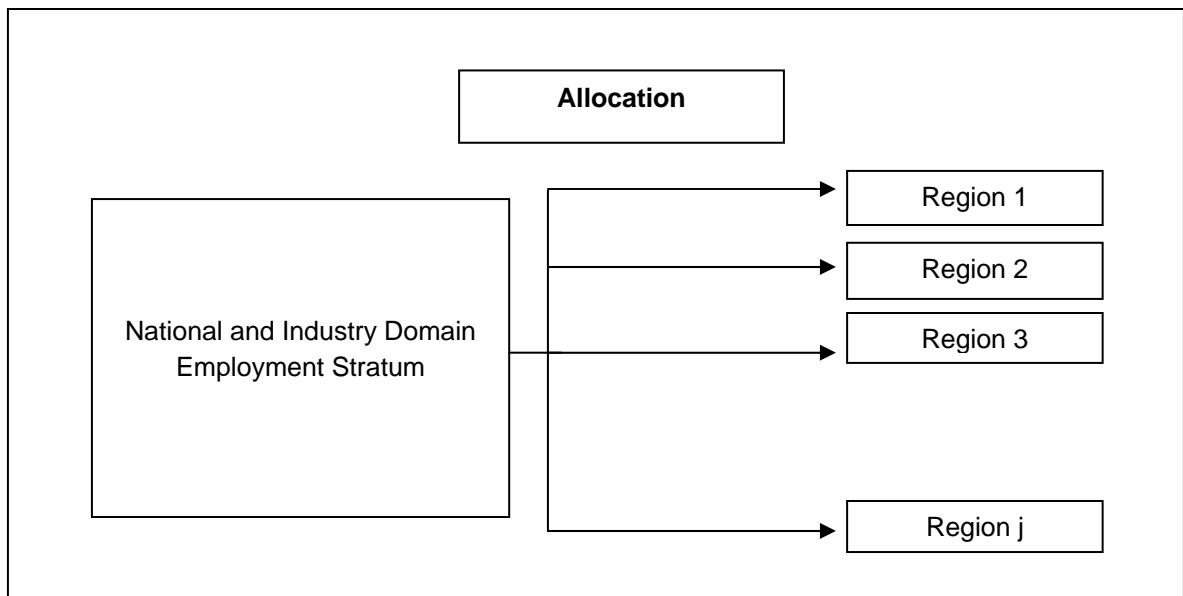 Allocation
Region 1
Region 2
National and Industry Domain
Employment Stratum
Region 3
Region j